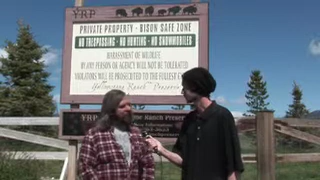 YRP
PRIVATE PROPERTY - BISON SAFE ZONE
NO TRESPASSING - NO HUNTING - NO SNOWMOBILES
HARASSMENT OF WILDLIFE
BY ANY PERSON OR AGENCY WILL NOT BE TOLERATED
VIOLATORS WILL BE PROSECUTED TO THE FULLEST
Yellowstone Ranch Preserve
YRP Ranch Preserve